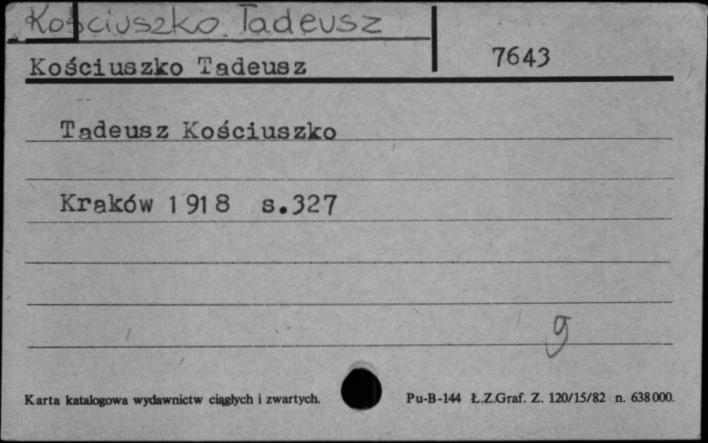 Kościuszko Tadeusz
Kościuszko Tadeusz
7643
Tadeusz Kościuszko
Kraków 1918 s.327
g
Karta katalogowa wydawnictw ciągłych i zwartych.
Pu-B-144 Ł.Z.Graf. Z. 120/15/82 n. 638000.